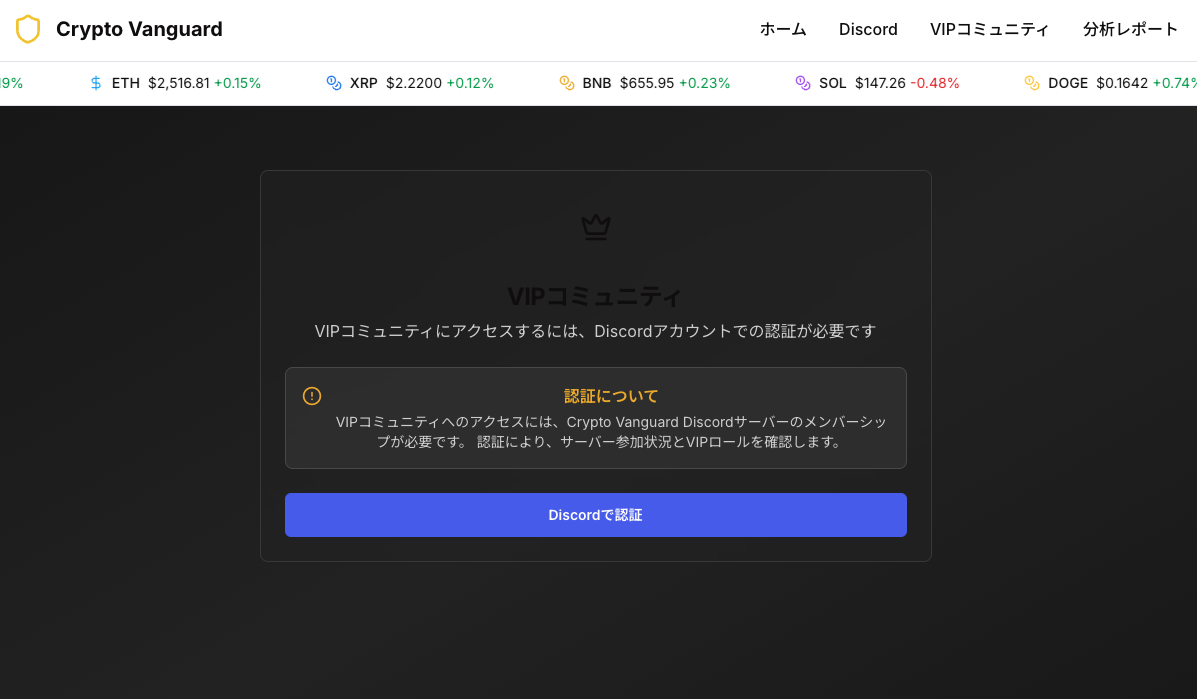 Crypto Vanguard
ホーム Discord VIPコミュニティ 分析レポート
19% ETH $2,516.81 +0.15% XRP $2.2200 +0.12% BNB $655.95 +0.23% SOL $147.26 -0.48% DOGE $0.1642 +0.74%
VIPコミュニティ
VIPコミュニティにアクセスするには、Discordアカウントでの認証が必要です
認証について
VIPコミュニティへのアクセスには、Crypto Vanguard Discordサーバーのメンバーシッ
プが必要です。 認証により、サーバー参加状況とVIPロールを確認します。
Discordで認証